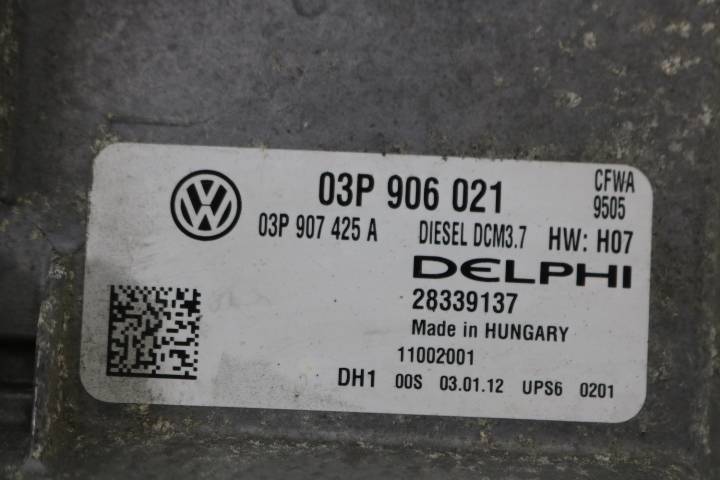 03P 906 021
CFWA
9505
03P 907 425 A DIESEL DCM3.7 HW: H07
DELPHI
28339137
Made in HUNGARY
11002001
DH1 00S 03.01.12 UPS6 0201